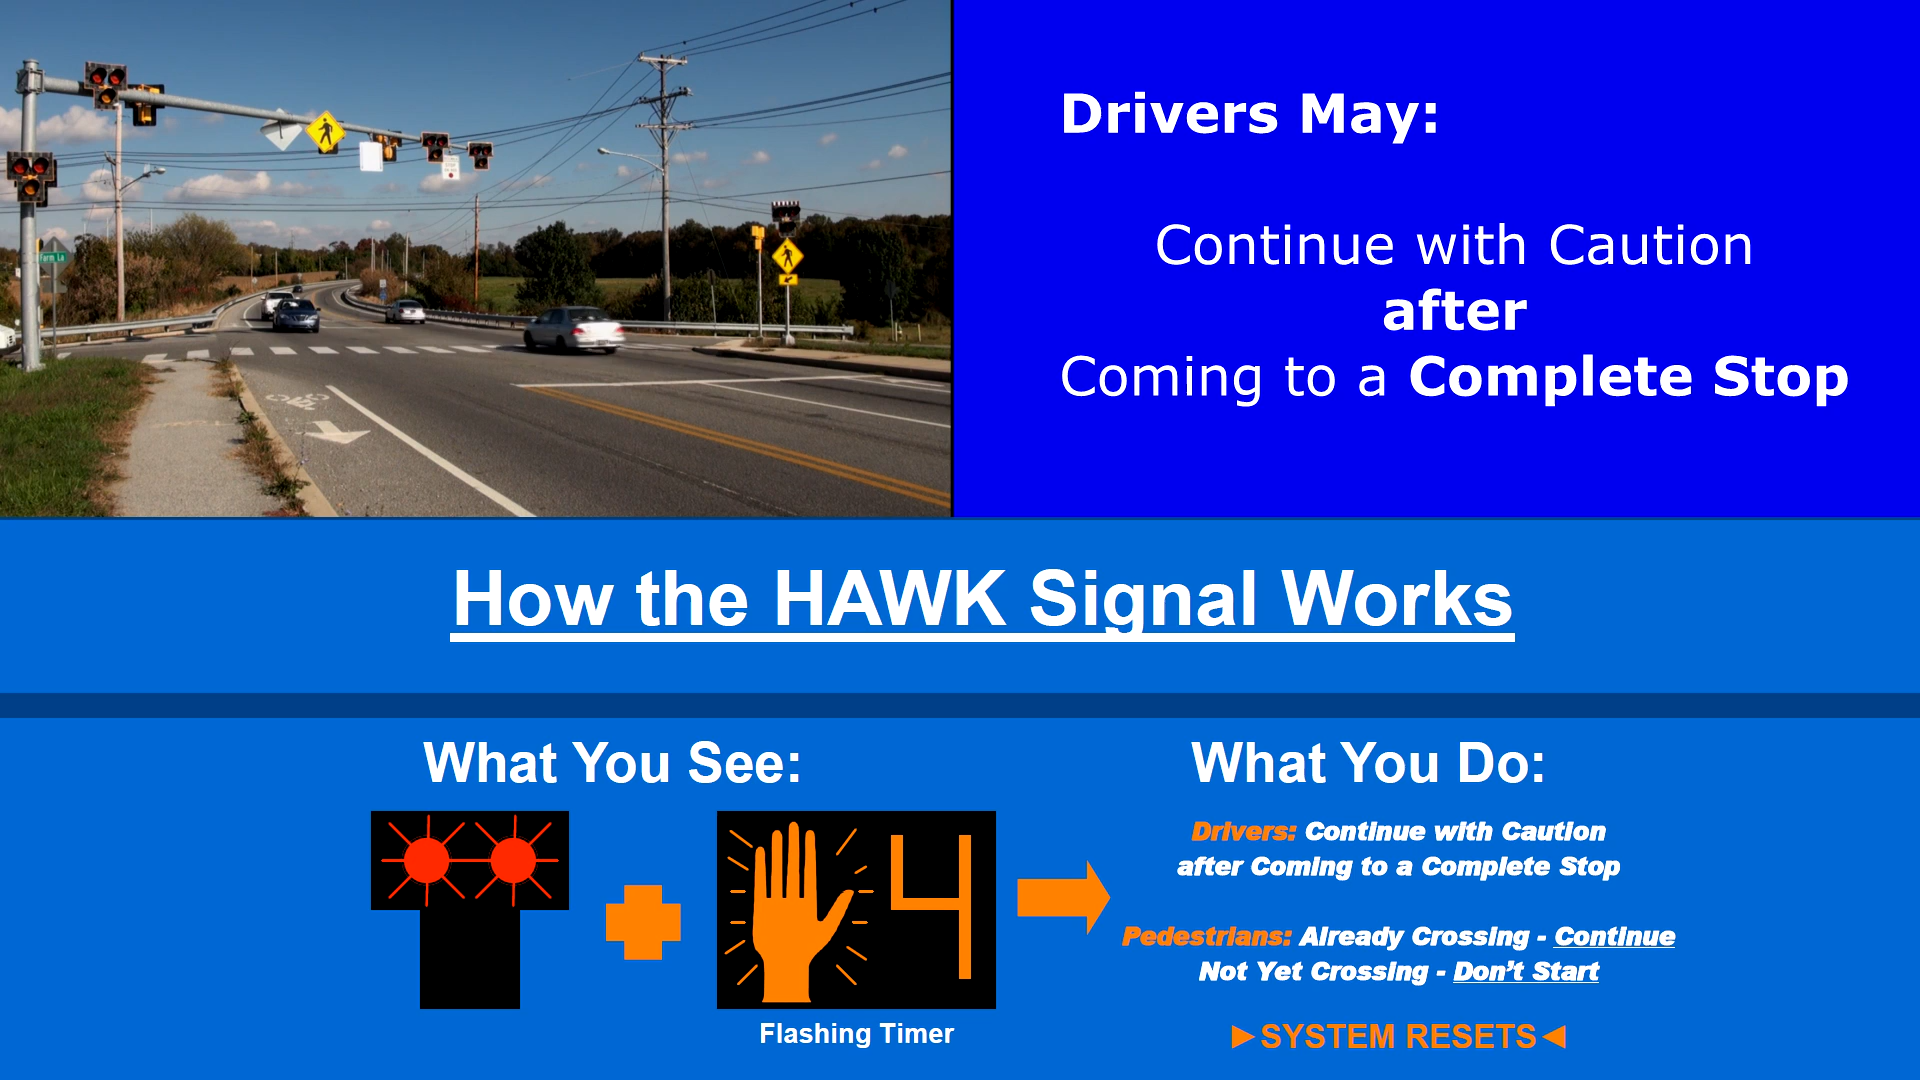 Farm La
Drivers May:
Continue with Caution
after
Coming to a Complete Stop
How the HAWK Signal Works
What You See:
What You Do:
4
Drivers: Continue with Caution
after Coming to a Complete Stop
Pedestrians: Already Crossing - Continue
Not Yet Crossing - Don't Start
Flashing Timer
►SYSTEM RESETS◄